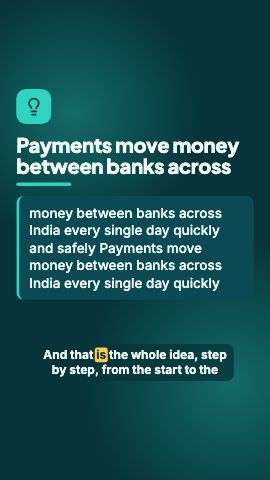 Payments move money
between banks across
money between banks across
India every single day quickly
and safely Payments move
money between banks across
India every single day quickly
And that is the whole idea, step
by step, from the start to the